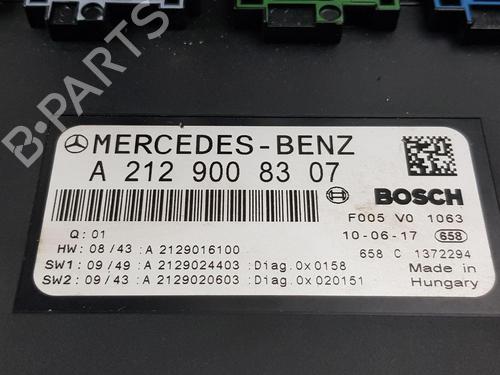 MERCEDES-BENZ
A 212 900 83 07
BOSCH
F005 V0 1063
Q: 01
10-06-17 658
HW: 08/43 :A 2129016100
658 C 1372294
SW1: 09/49 :A 2129024403 :Diag.0x0158
Made in
SW2: 09/43 :A 2129020603 :Diag.0x020151
Hungary
B-PARTS